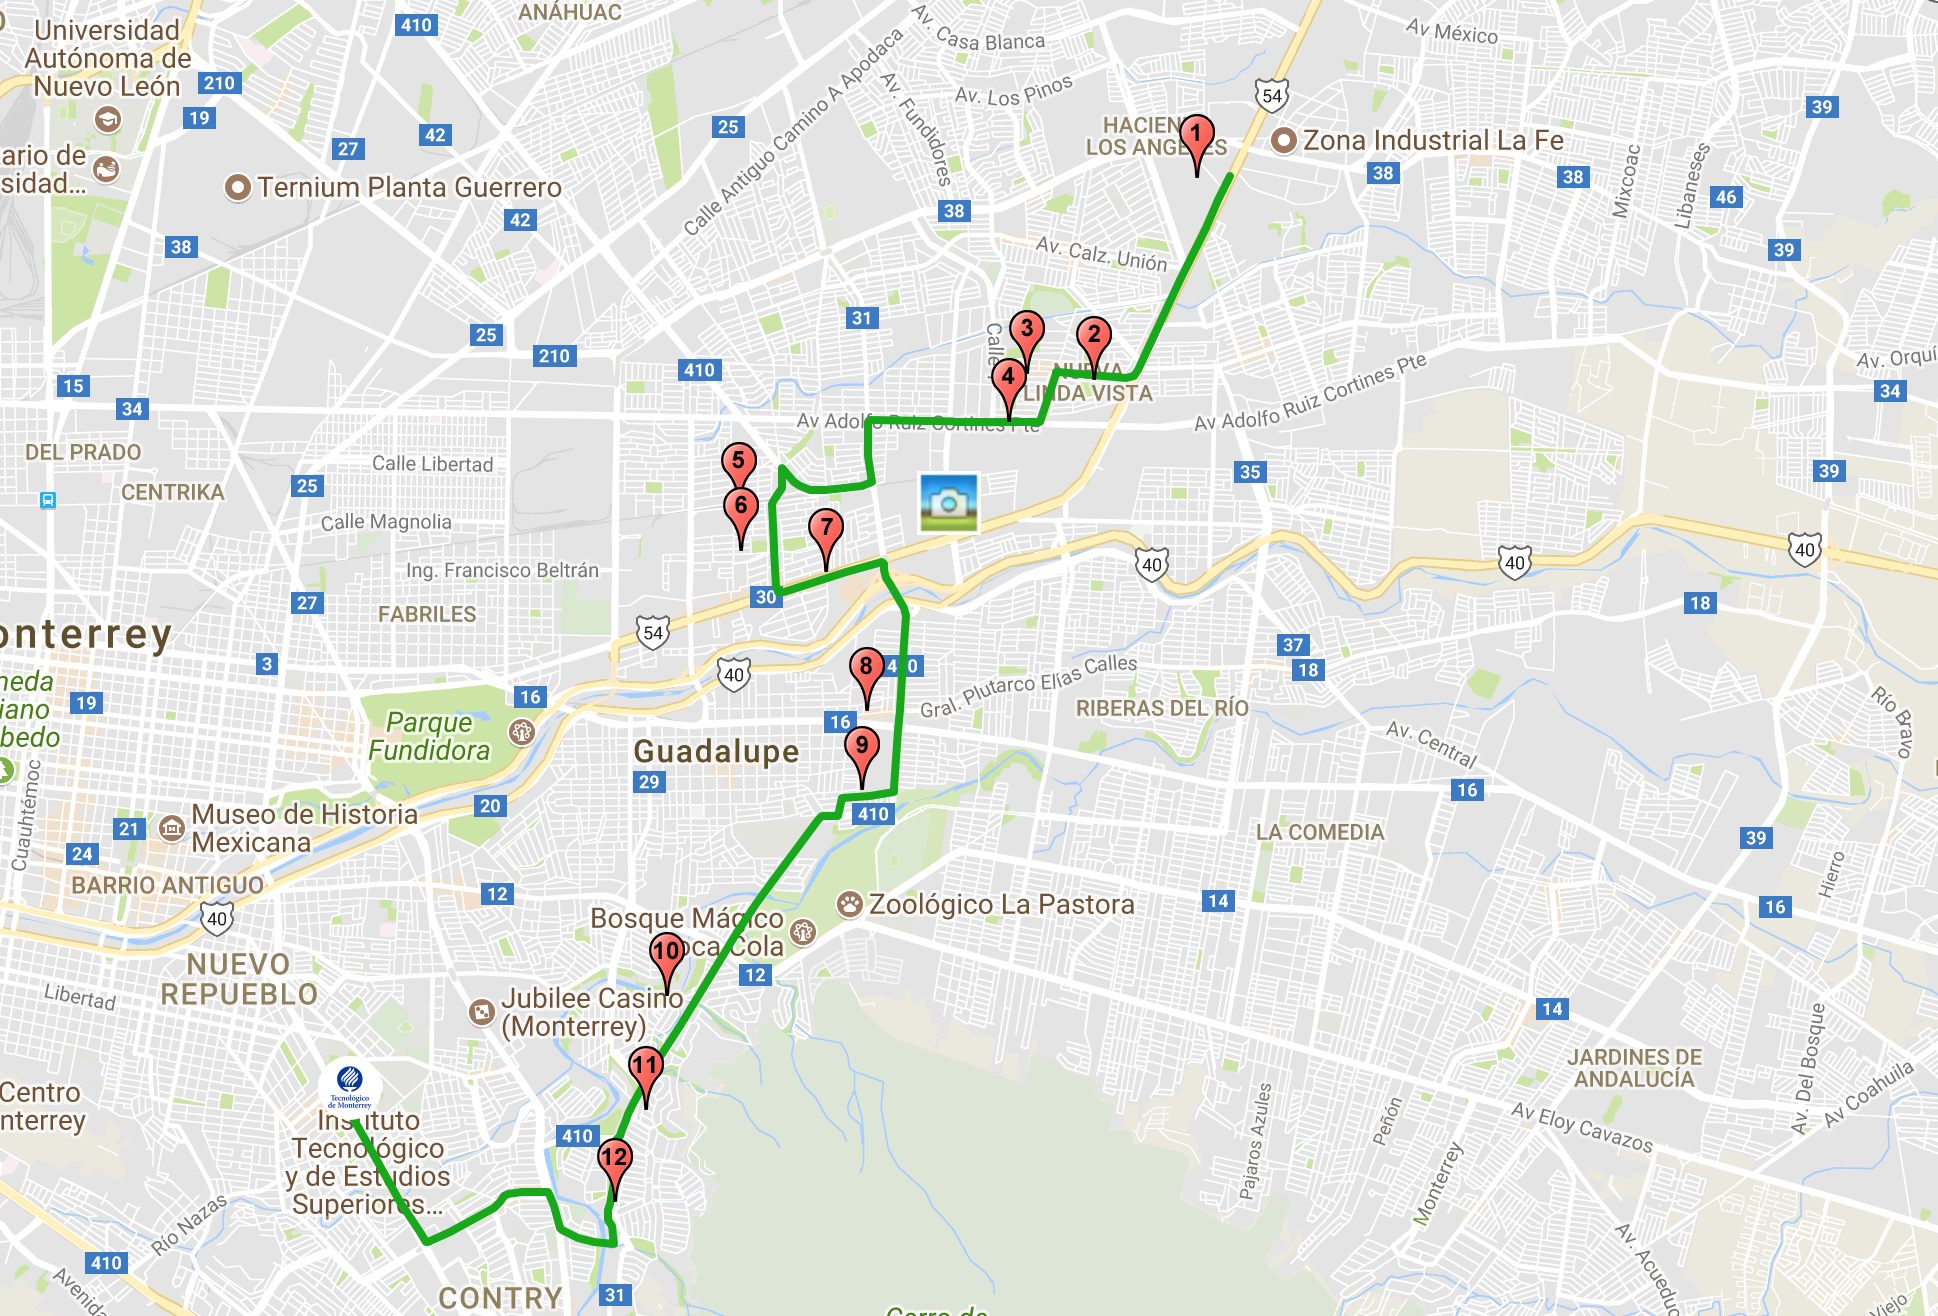 ANÁHUAC
410
Universidad
Autónoma de
Nuevo León
210
19
27
42
25
Calle Antiguo Camino A Apodaca
Av. Casa Blanca
Av. Fundidores
Av. Los Pinos
Av México
54
39
HACIEN
LOS ANGELES
1
Zona Industrial La Fe
38
38
46
Mixcoac
Libaneses
39
ario de
sidad...
Ternium Planta Guerrero
42
38
38
Av. Calz. Unión
31
25
210
410
15
34
Calle
3
2
4
NUEVA
LINDA VISTA
Av Adolfo Ruiz Cortines Pte
Av Adolfo Ruiz Cortines Pte
Av. Orquí
34
DEL PRADO
CENTRIKA
Calle Libertad
25
Calle Magnolia
5
6
7
35
39
Ing. Francisco Beltrán
27
FABRILES
30
40
40
40
18
onterrey
3
54
40
37
18
8
410
Gral. Plutarco Elías Calles
RIBERAS DEL RÍO
neda
iano
bedo
19
16
Parque
Fundidora
16
9
Guadalupe
29
Av. Central
Río Bravo
16
20
410
Cuauhtémoc
21
Museo de Historia
Mexicana
24
BARRIO ANTIGUO
40
12
LA COMEDIA
39
Hierro
14
16
Bosque Mágico
Coca Cola
Zoológico La Pastora
10
12
NUEVO
REPUEBLO
Libertad
Jubilee Casino
(Monterrey)
14
11
JARDINES DE
ANDALUCÍA
Av. Del Bosque
Av Coahuila
Centro
nterrey
Tecnológico
de Monterrey
Instituto
Tecnológico
y de Estudios
Superiores...
410
12
Pajaros Azules
Peñón
Monterrey
Av Eloy Cavazos
Río Nazas
410
Avenida
CONTRY
31
Cerro de
Av. Acueduc
Viejo